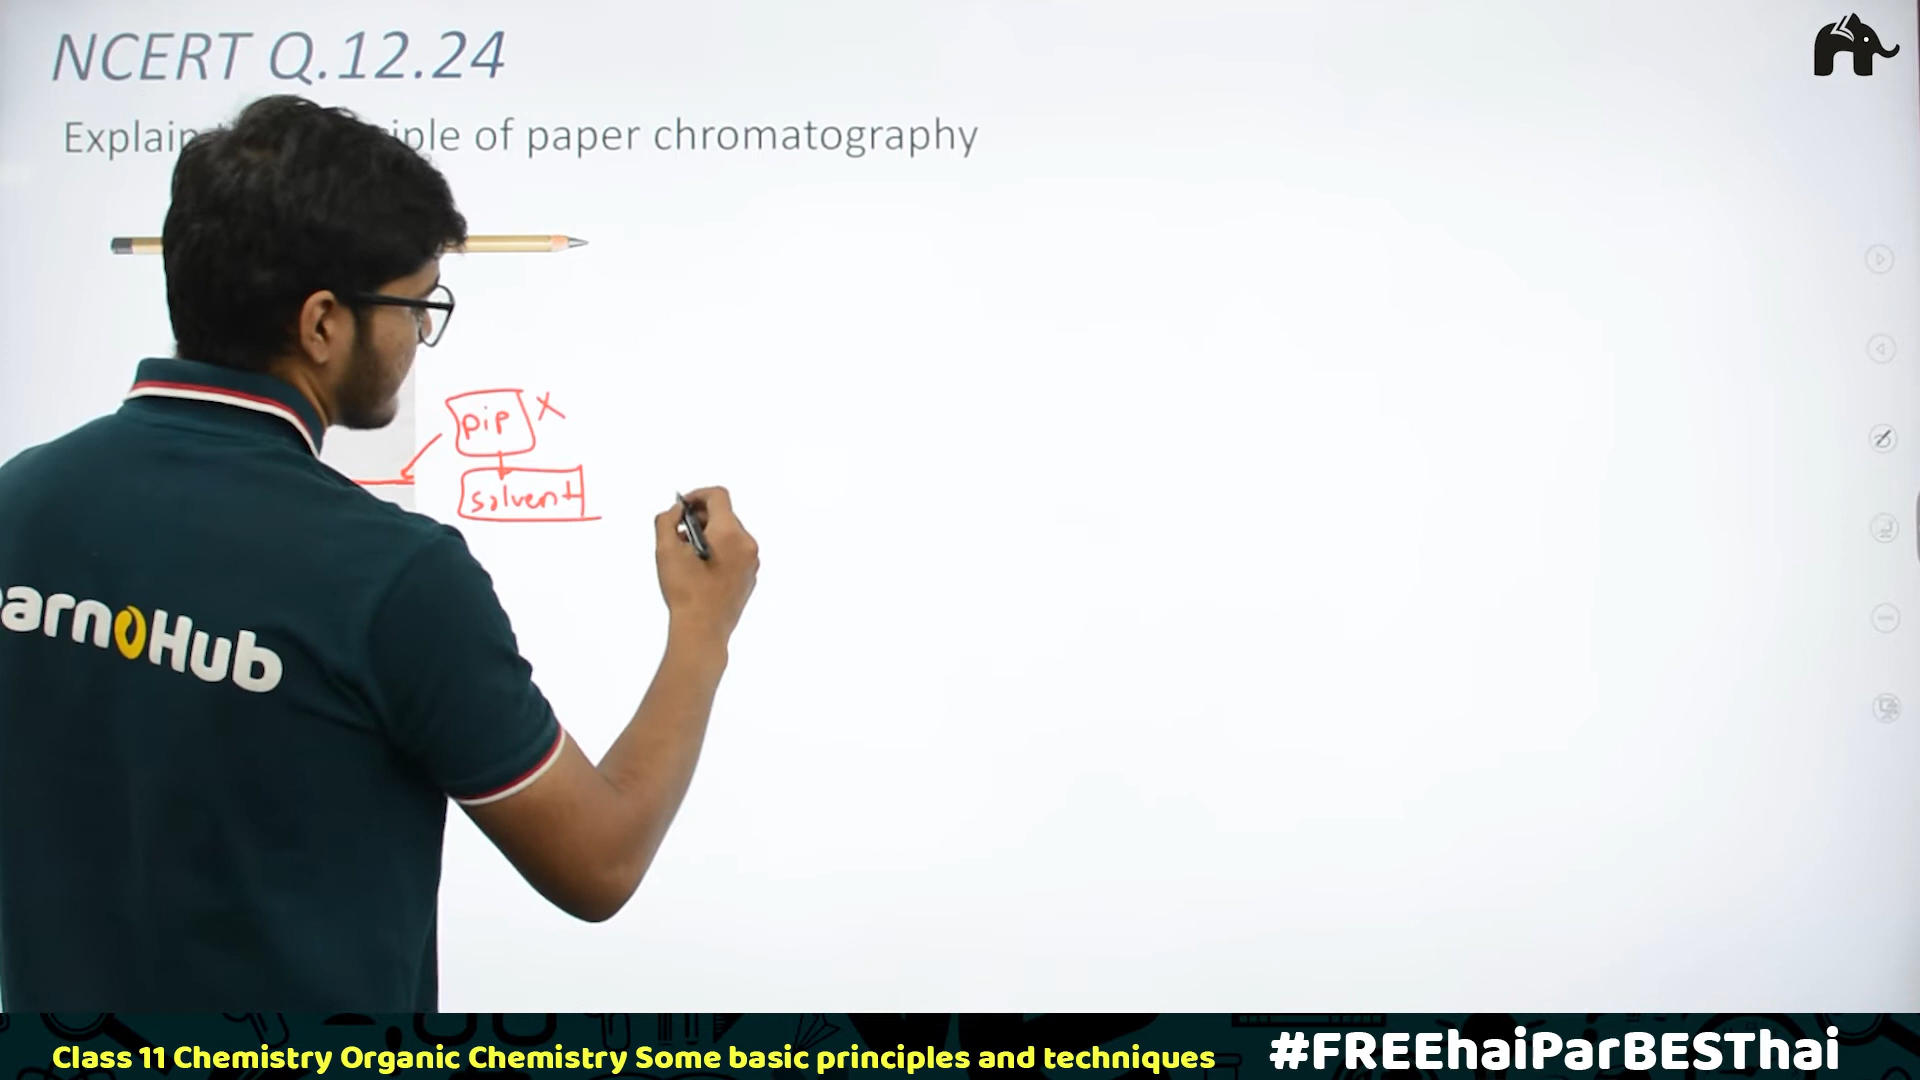 NCERT Q.12.24
Explain iple of paper chromatography
pip X
solvent
earnoHub
Class 11 Chemistry Organic Chemistry Some basic principles and techniques
#FREEhaiParBESThai